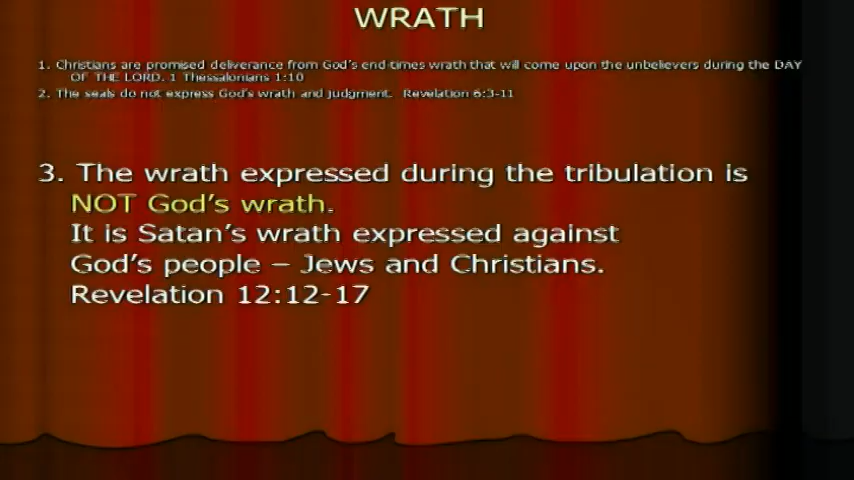 WRATH
1. Christians are promised deliverance from God's end times wrath that will come upon the unbelievers during the DAY
OF THE LORD. 1 Thessalonians 1:10
2. The seals do not express God's wrath and judgment. Revelation 6:3-11
3. The wrath expressed during the tribulation is
NOT God's wrath.
It is Satan's wrath expressed against
God's people – Jews and Christians.
Revelation 12:12-17